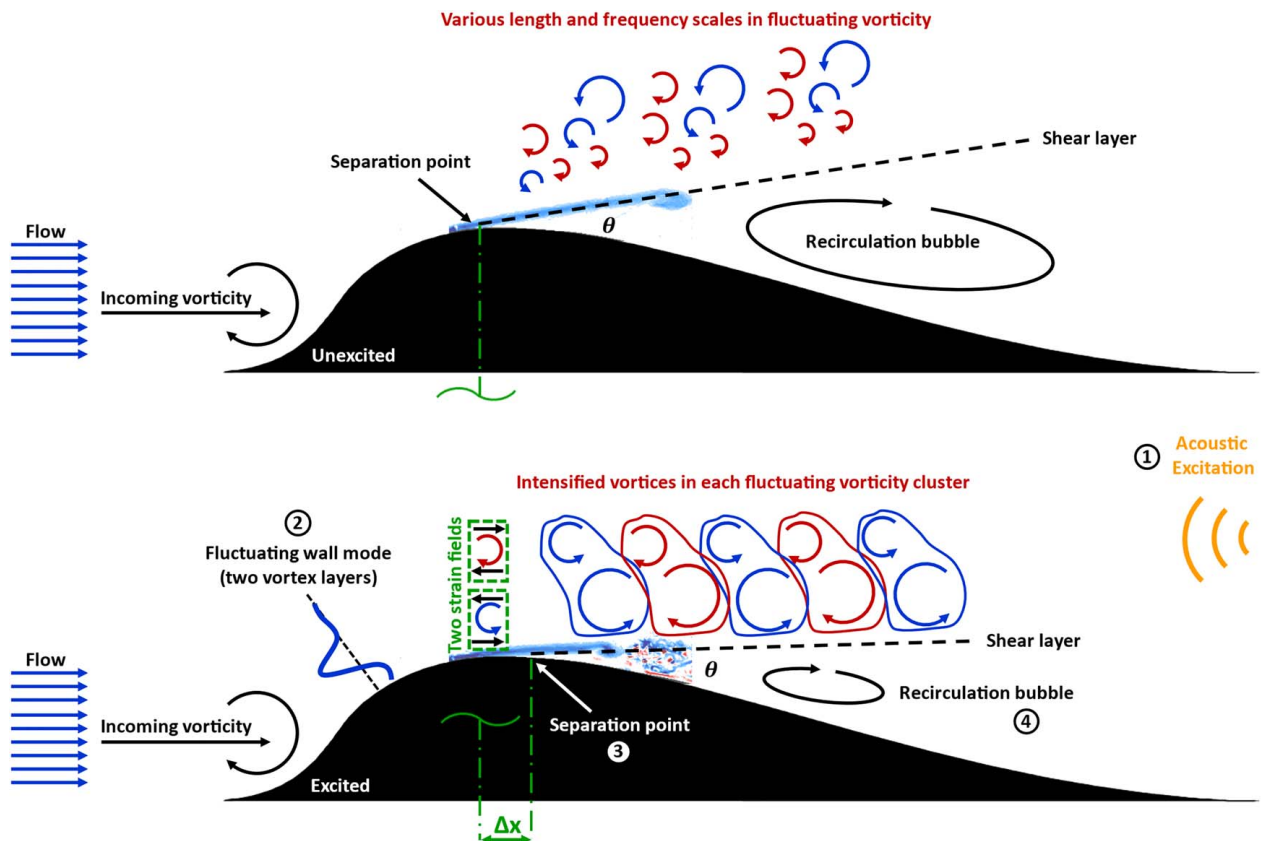 Various length and frequency scales in fluctuating vorticity
Shear layer
Separation point
θ
Flow
Recirculation bubble
Incoming vorticity
Unexcited
1
Acoustic
Excitation
Intensified vortices in each fluctuating vorticity cluster
2
Fluctuating wall mode
(two vortex layers)
Two strain fields
Shear layer
θ
Flow
Recirculation bubble
4
Incoming vorticity
Separation point
3
Excited
Δx